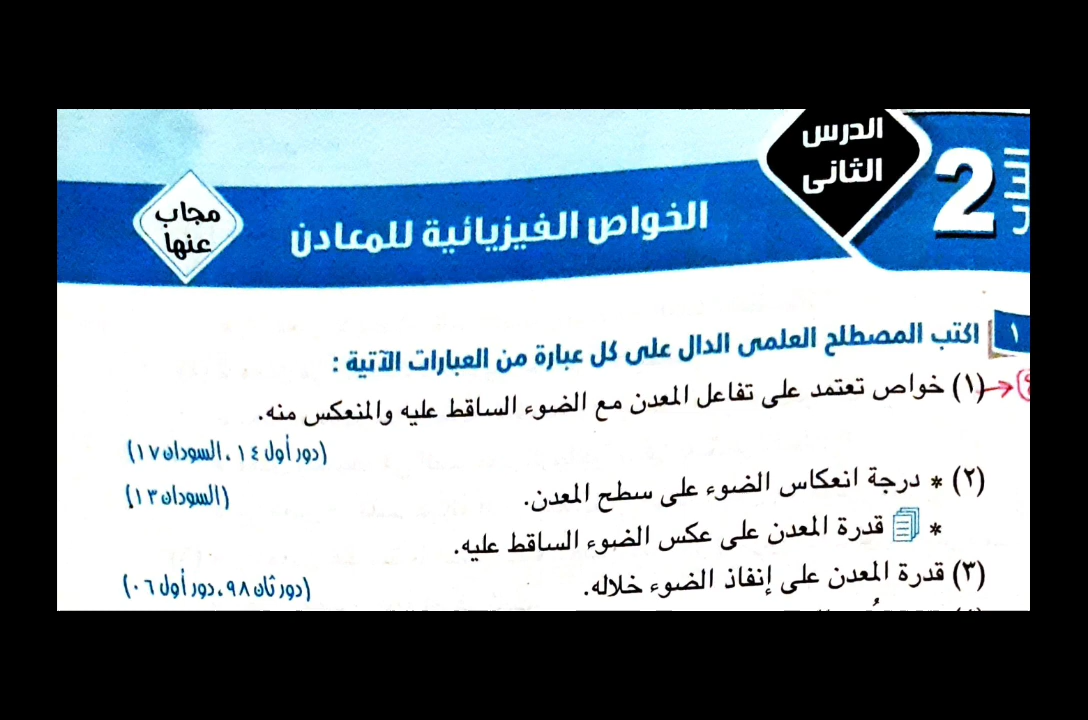 الباب
2
الدرس
الثانى
الخواص الفيزيائية للمعادن
مجاب
عنها
١ اكتب المصطلح العلمى الدال على كل عبارة من العبارات الآتية :
(١) خواص تعتمد على تفاعل المعدن مع الضوء الساقط عليه والمنعكس منه.
(دور أول ١٤ ، السودان ١٧)
(٢) * درجة انعكاس الضوء على سطح المعدن. (السودان ١٣)
* قدرة المعدن على عكس الضوء الساقط عليه.
(٣) قدرة المعدن على إنفاذ الضوء خلاله. (دور ثان ٩٨ ، دور أول ٠٦)